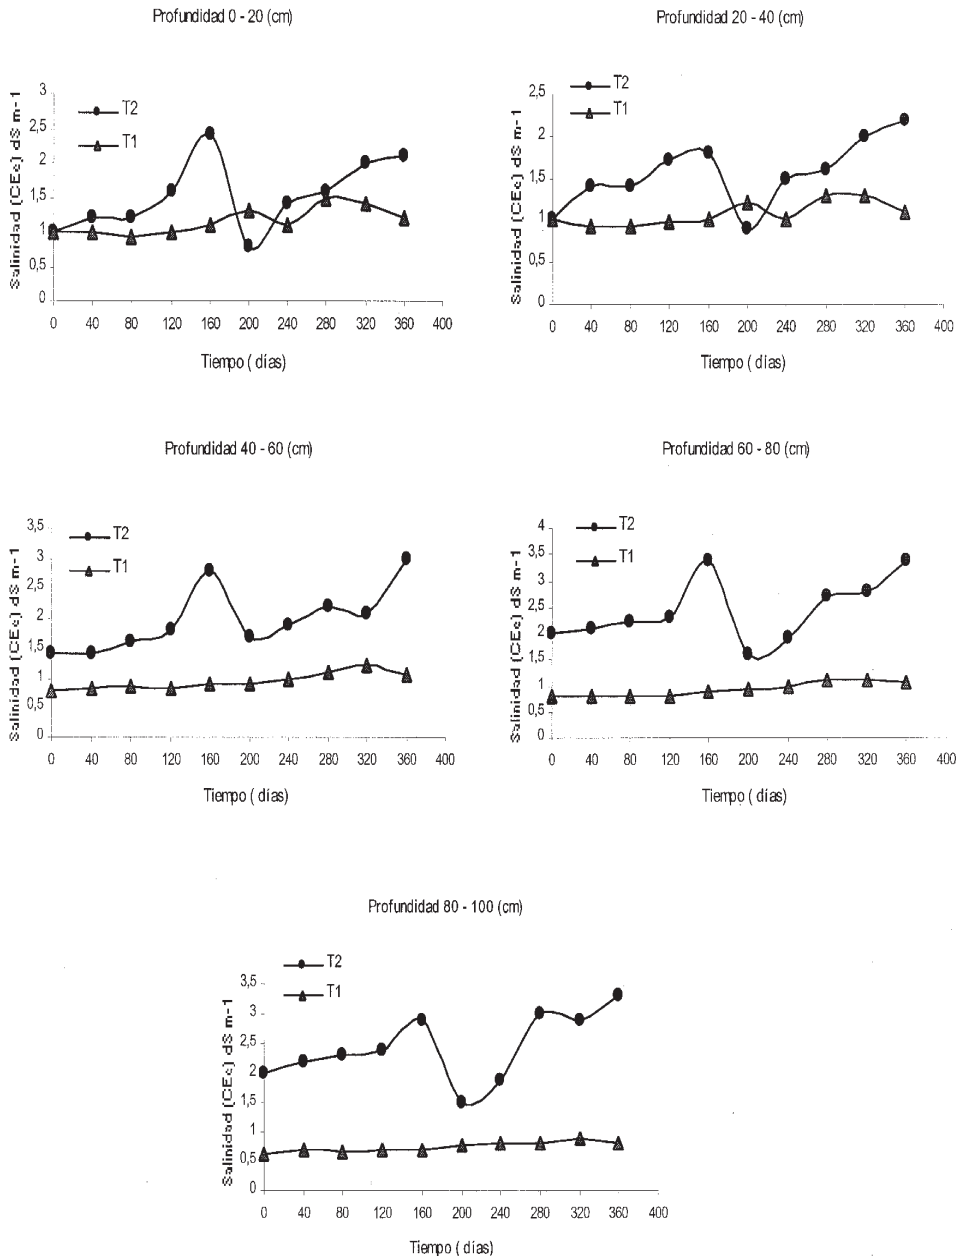 Profundidad 0 - 20 (cm)
Salinidad (CEe) dS m-1
3
2,5
2
1,5
1
0,5
0
T2
T1
0 40 80 120 160 200 240 280 320 360 400
Tiempo ( días)
Profundidad 20 - 40 (cm)
Salinidad (CEe) dS m-1
2,5
2
1,5
1
0,5
0
T2
T1
0 40 80 120 160 200 240 280 320 360 400
Tiempo ( días)
Profundidad 40 - 60 (cm)
Salinidad (CEe) dS m-1
3,5
3
2,5
2
1,5
1
0,5
0
T2
T1
0 40 80 120 160 200 240 280 320 360 400
Tiempo ( días)
Profundidad 60 - 80 (cm)
Salinidad (CEe) dS m-1
4
3,5
3
2,5
2
1,5
1
0,5
0
T2
T1
0 40 80 120 160 200 240 280 320 360 400
Tiempo ( días)
Profundidad 80 - 100 (cm)
Salinidad (CEe) dS m-1
3,5
3
2,5
2
1,5
1
0,5
0
T2
T1
0 40 80 120 160 200 240 280 320 360 400
Tiempo ( días)